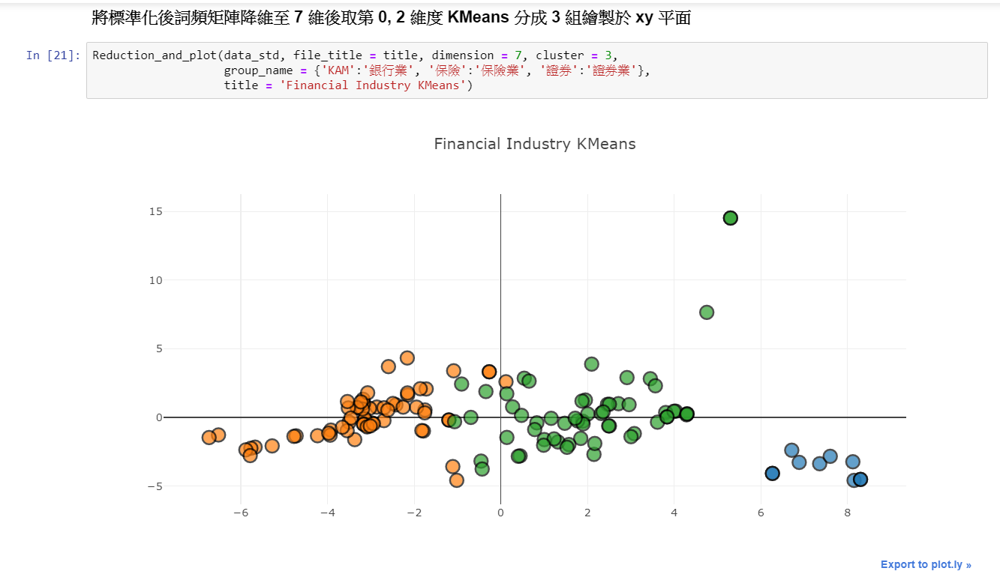 將標準化後詞頻矩陣降維至 7 維後取第 0, 2 維度 KMeans 分成 3 組繪製於 xy 平面
In [21]: Reduction_and_plot(data_std, file_title = title, dimension = 7, cluster = 3,
group_name = {'KAM':'銀行業', '保險':'保險業', '證券':'證券業'},
title = 'Financial Industry KMeans')
Financial Industry KMeans
15
10
5
0
−5
−6 −4 −2 0 2 4 6 8
Export to plot.ly »